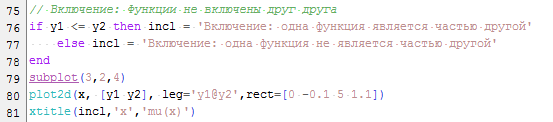 75 // Включение: функции не включены друг друга
76 if y1 <= y2 then incl = 'Включение: одна функция является частью другой'
77 else incl = 'Включение: одна функция не является частью другой'
78 end
79 subplot(3,2,4)
80 plot2d(x, [y1 y2], leg='y1@y2',rect=[0 -0.1 5 1.1])
81 xtitle(incl,'x','mu(x)')